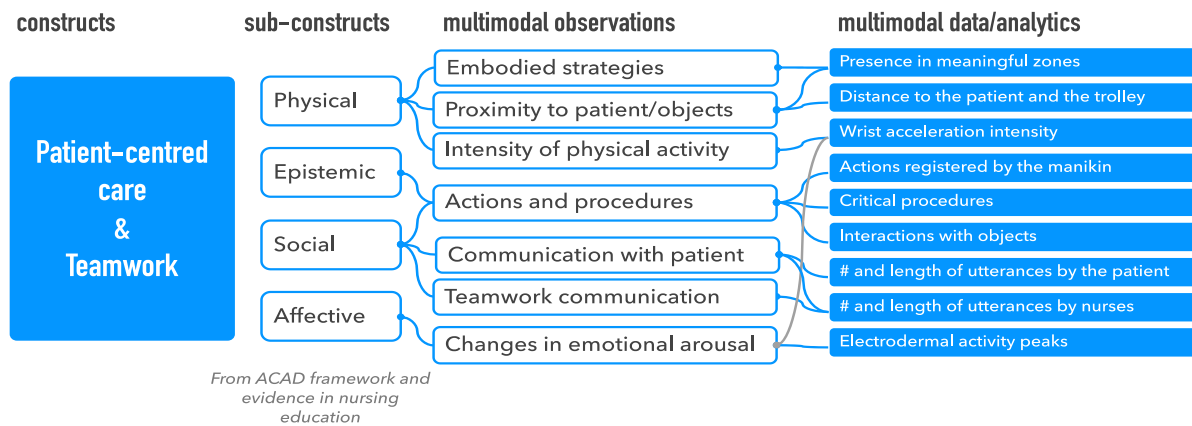 constructs
sub-constructs
multimodal observations
multimodal data/analytics
Patient-centred
care
&
Teamwork
Physical
Epistemic
Social
Affective
From ACAD framework and
evidence in nursing
education
Embodied strategies
Proximity to patient/objects
Intensity of physical activity
Actions and procedures
Communication with patient
Teamwork communication
Changes in emotional arousal
Presence in meaningful zones
Distance to the patient and the trolley
Wrist acceleration intensity
Actions registered by the manikin
Critical procedures
Interactions with objects
# and length of utterances by the patient
# and length of utterances by nurses
Electrodermal activity peaks